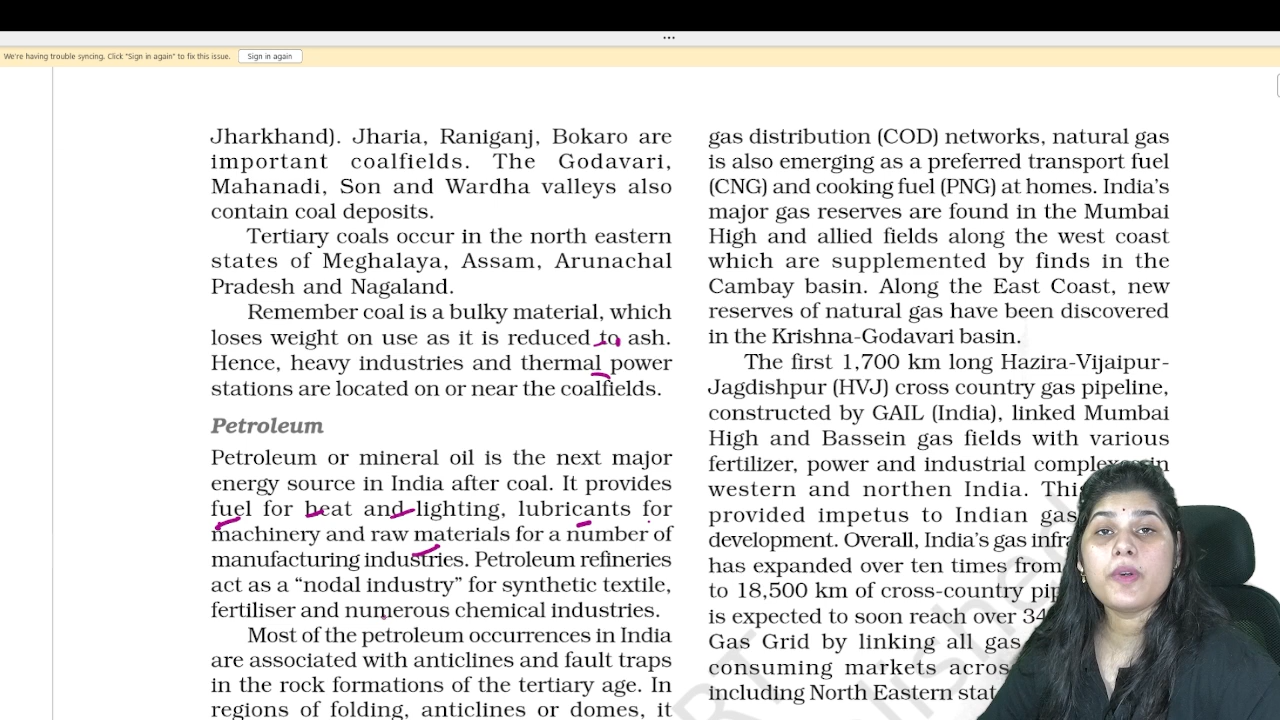 We're having trouble syncing. Click "Sign in again" to fix this issue.
Sign in again
Jharkhand). Jharia, Raniganj, Bokaro are
important coalfields. The Godavari,
Mahanadi, Son and Wardha valleys also
contain coal deposits.
Tertiary coals occur in the north eastern
states of Meghalaya, Assam, Arunachal
Pradesh and Nagaland.
Remember coal is a bulky material, which
loses weight on use as it is reduced to ash.
Hence, heavy industries and thermal power
stations are located on or near the coalfields.
Petroleum
Petroleum or mineral oil is the next major
energy source in India after coal. It provides
fuel for heat and lighting, lubricants for
machinery and raw materials for a number of
manufacturing industries. Petroleum refineries
act as a “nodal industry” for synthetic textile,
fertiliser and numerous chemical industries.
Most of the petroleum occurrences in India
are associated with anticlines and fault traps
in the rock formations of the tertiary age. In
regions of folding, anticlines or domes, it
gas distribution (COD) networks, natural gas
is also emerging as a preferred transport fuel
(CNG) and cooking fuel (PNG) at homes. India’s
major gas reserves are found in the Mumbai
High and allied fields along the west coast
which are supplemented by finds in the
Cambay basin. Along the East Coast, new
reserves of natural gas have been discovered
in the Krishna-Godavari basin.
The first 1,700 km long Hazira-Vijaipur-
Jagdishpur (HVJ) cross country gas pipeline,
constructed by GAIL (India), linked Mumbai
High and Bassein gas fields with various
fertilizer, power and industrial in
western and northen India.
provided impetus to Indian gas
development. Overall, India’s gas
has expanded over ten times from
to 18,500 km of cross-country
is expected to soon reach over
Gas Grid by linking all gas
consuming markets
including North Eastern